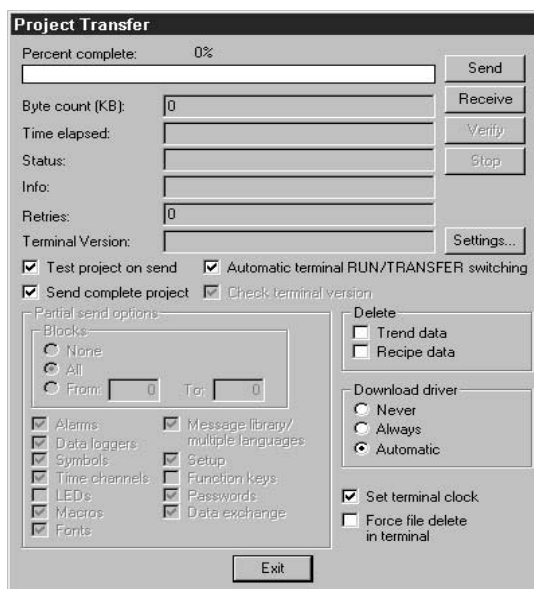 Project Transfer
Percent complete: 0%
Send
Byte count (KB): 0
Receive
Time elapsed:
Verify
Status:
Stop
Info:
Retries: 0
Terminal Version:
Settings...
Test project on send
Automatic terminal RUN/TRANSFER switching
Send complete project
Check terminal version
Partial send options
Blocks
None
All
From: 0 To: 0
Alarms
Data loggers
Symbols
Time channels
LEDs
Macros
Fonts
Message library/
multiple languages
Setup
Function keys
Passwords
Data exchange
Delete
Trend data
Recipe data
Download driver
Never
Always
Automatic
Set terminal clock
Force file delete
in terminal
Exit